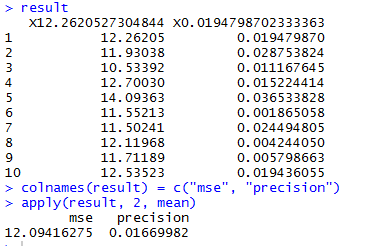 > result
X12.2620527304844 X0.0194798702333363
1 12.26205 0.019479870
2 11.93038 0.028753824
3 10.53392 0.011167645
4 12.70030 0.015224414
5 14.09363 0.036533828
6 11.55213 0.001865058
7 11.50241 0.024494805
8 12.11968 0.004244050
9 11.71189 0.005798663
10 12.53523 0.019436055
> colnames(result) = c("mse", "precision")
> apply(result, 2, mean)
mse precision
12.09416275 0.01669982